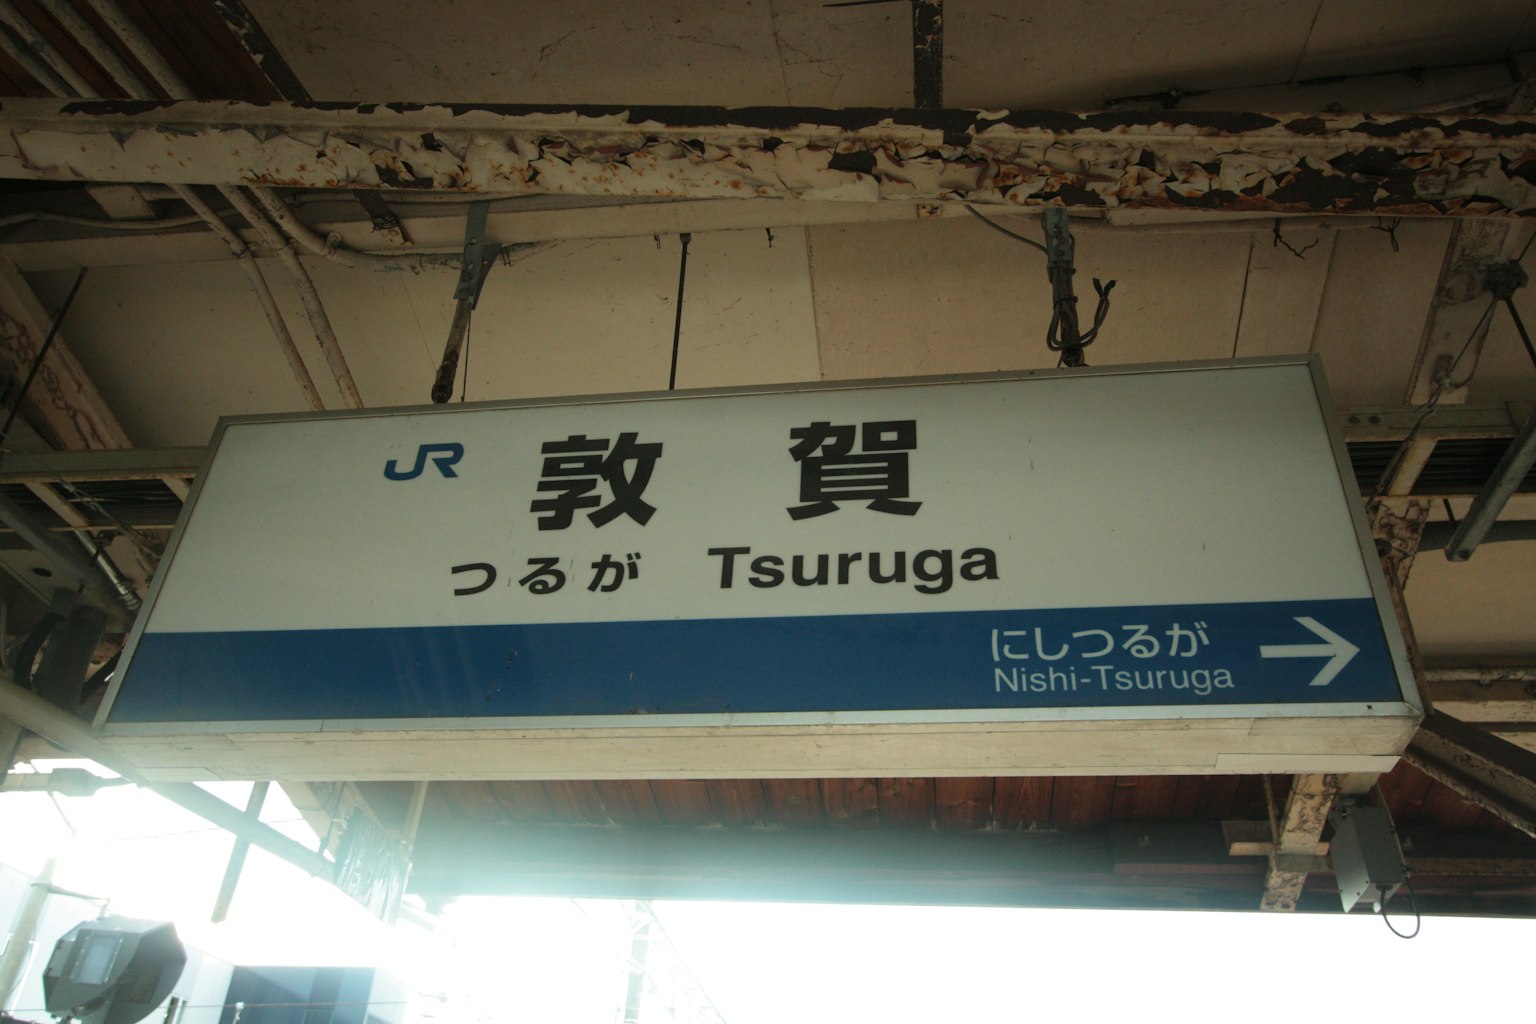 JR 敦賀
つるが Tsuruga
にしつるが →
Nishi-Tsuruga